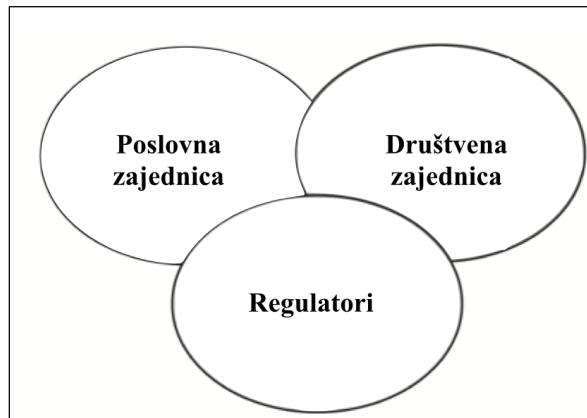 Poslovna
zajednica
Društvena
zajednica
Regulatori